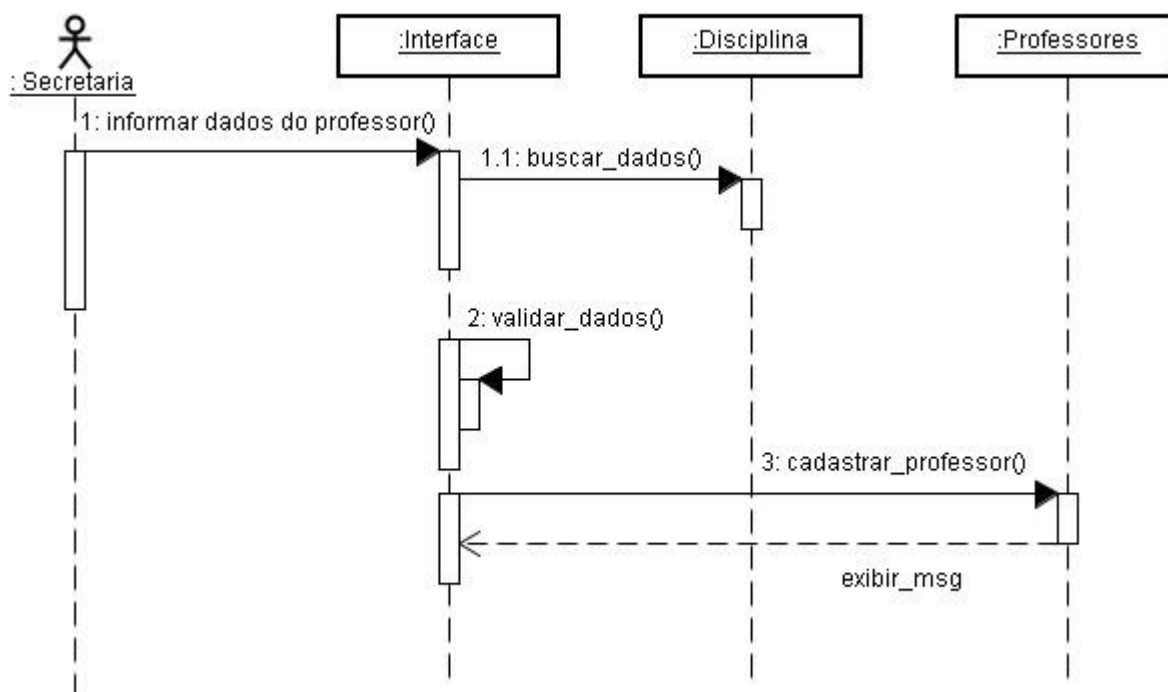 :Interface
:Disciplina
:Professores
: Secretaria
1: informar dados do professor()
1.1: buscar_dados()
2: validar_dados()
3: cadastrar_professor()
exibir_msg